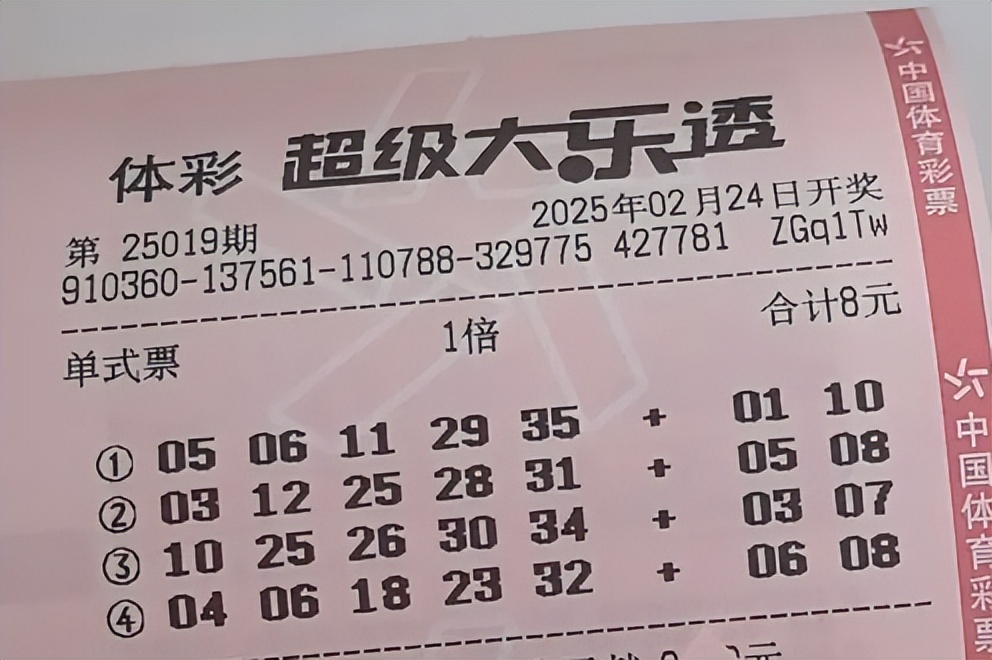 体彩 超级大乐透
第 25019期
2025年02月24日开奖
910360-137561-110788-329775 427781 ZGq1Tw
单式票 1倍 合计8元
① 05 06 11 29 35 + 01 10
② 03 12 25 28 31 + 05 08
③ 10 25 26 30 34 + 03 07
④ 04 06 18 23 32 + 06 08
中国体育彩票
中国体育彩票